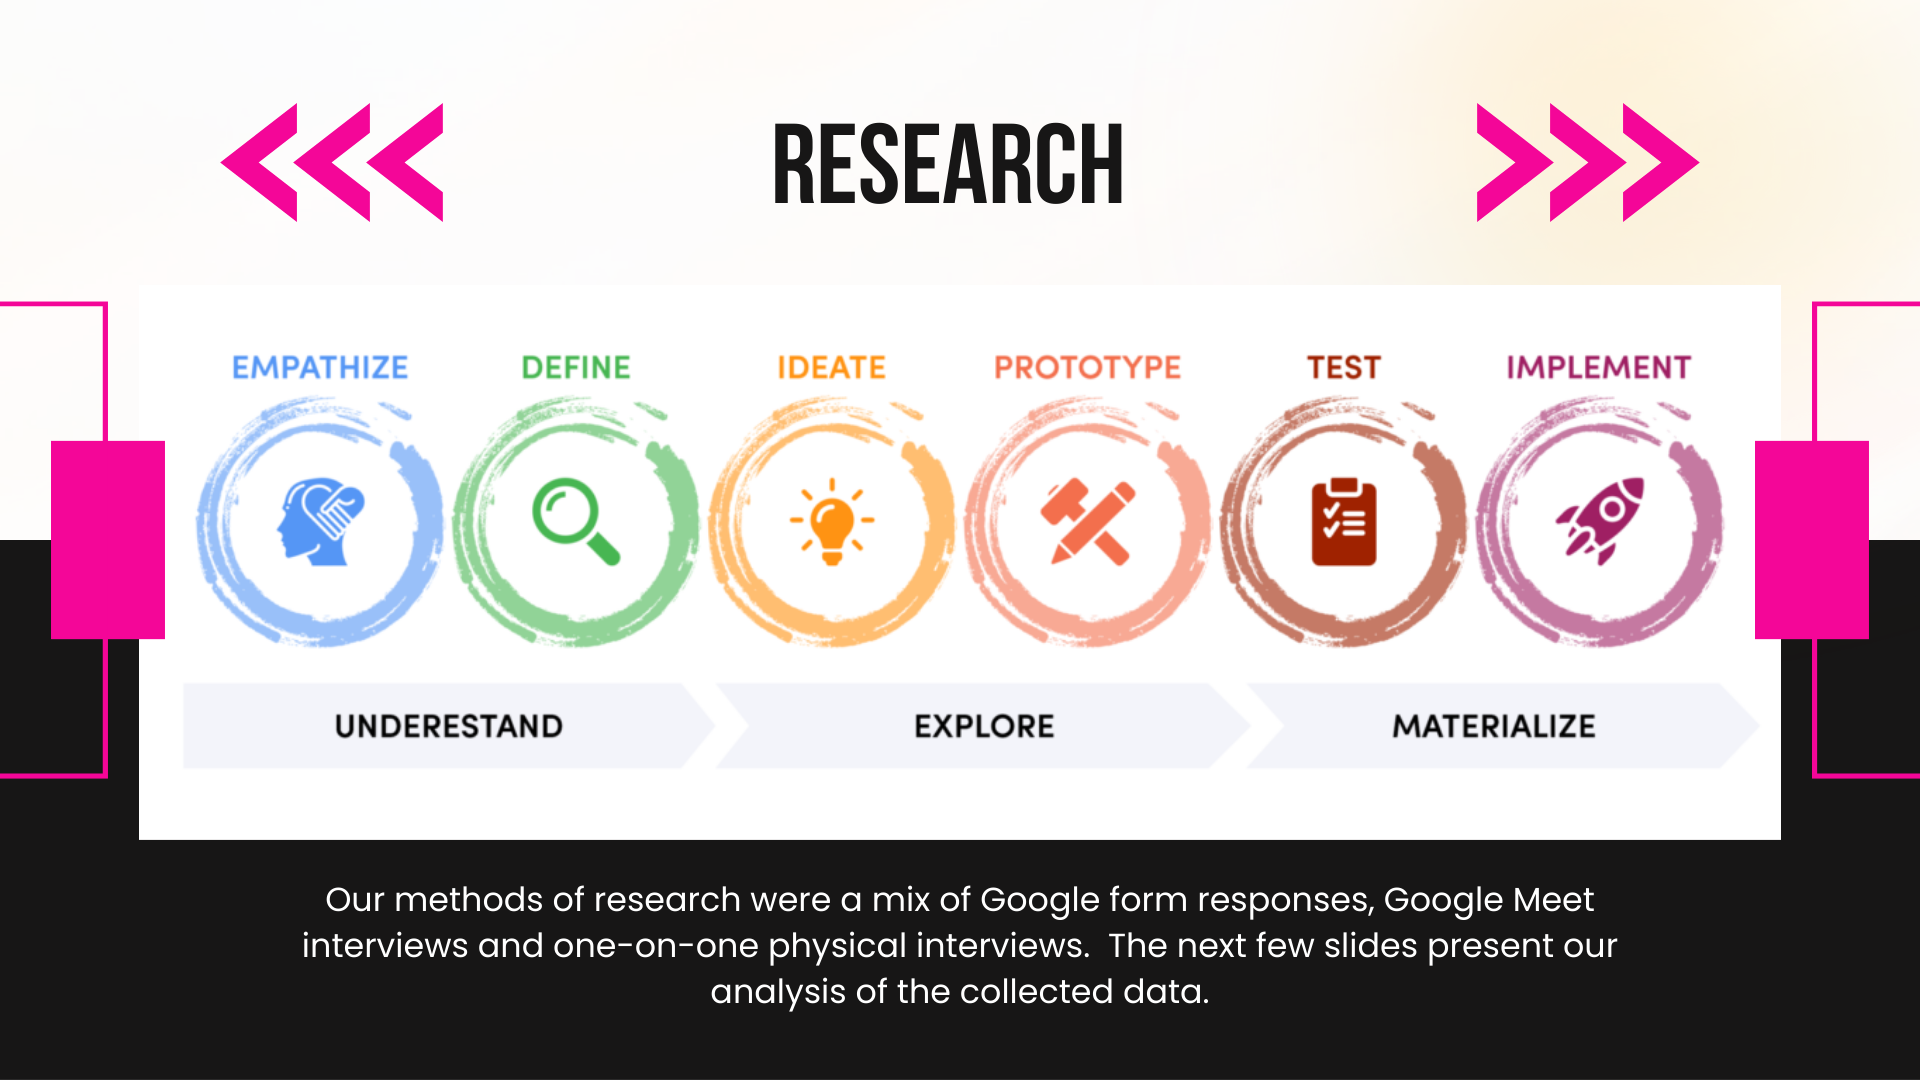 RESEARCH
EMPATHIZE
DEFINE
IDEATE
PROTOTYPE
TEST
IMPLEMENT
UNDERESTAND
EXPLORE
MATERIALIZE
Our methods of research were a mix of Google form responses, Google Meet
interviews and one-on-one physical interviews.  The next few slides present our
analysis of the collected data.